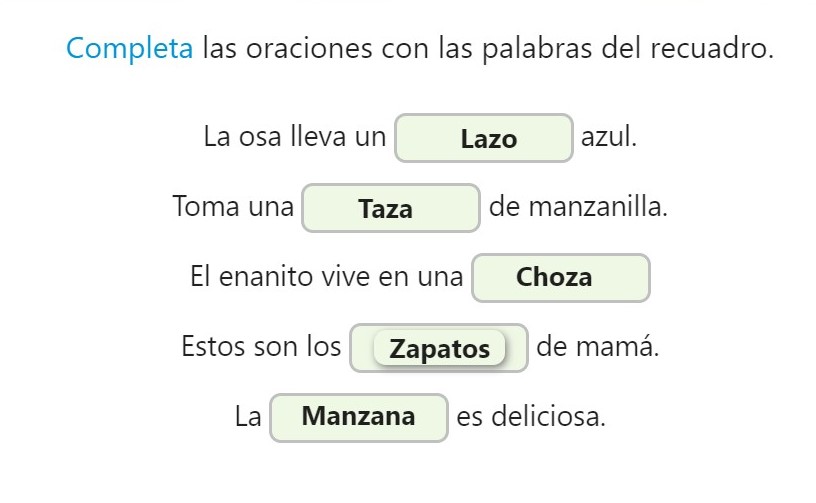 Completa las oraciones con las palabras del recuadro.
La osa lleva un Lazo azul.
Toma una Taza de manzanilla.
El enanito vive en una Choza
Estos son los Zapatos de mamá.
La Manzana es deliciosa.